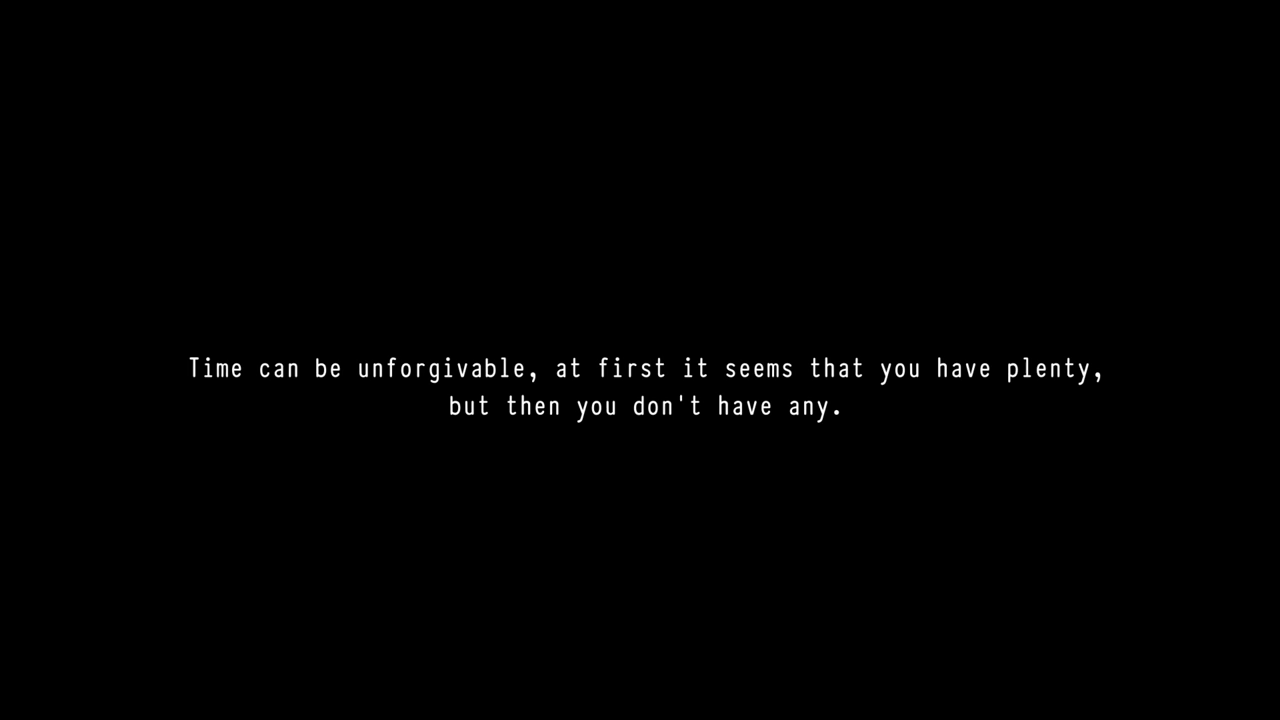 Time can be unforgivable, at first it seems that you have plenty,
but then you don't have any.